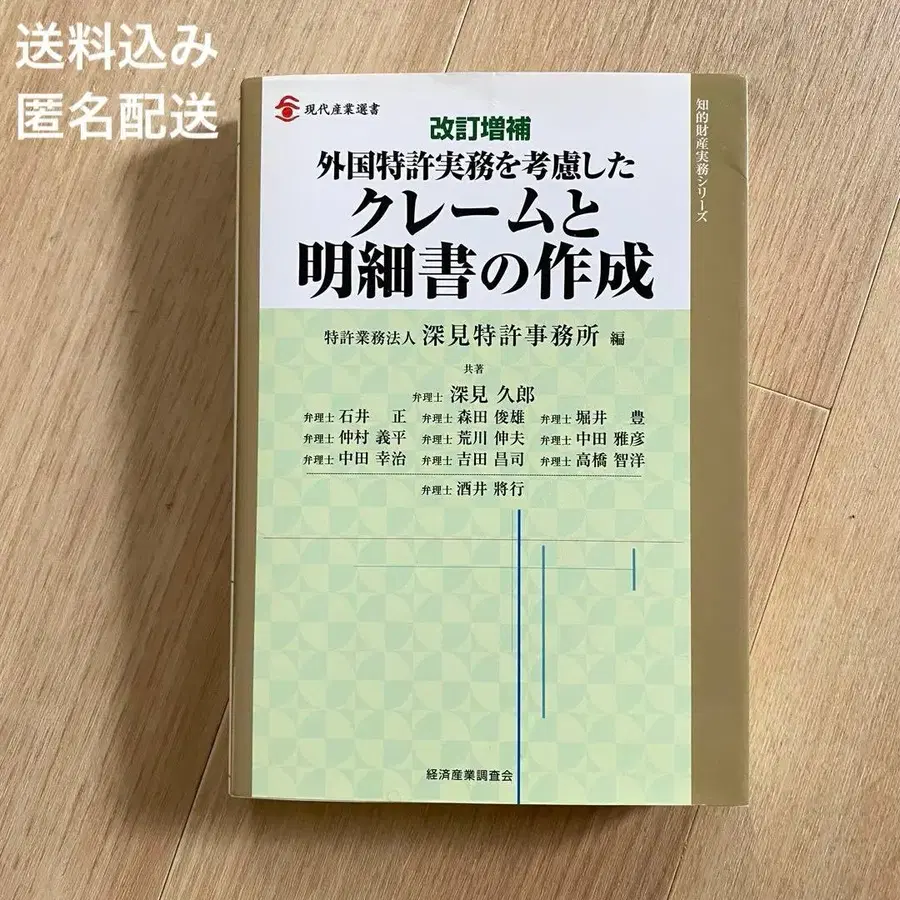 送料込み
匿名配送
現代産業選書
改訂増補
外国特許実務を考慮した
クレームと
明細書の作成
特許業務法人 深見特許事務所 編
共著
弁理士 深見 久郎
弁理士 石井 正 弁理士 森田 俊雄 弁理士 堀井 豊
弁理士 仲村 義平 弁理士 荒川 伸夫 弁理士 中田 雅彦
弁理士 中田 幸治 弁理士 吉田 昌司 弁理士 高橋 智洋
弁理士 酒井 將行
経済産業調査会
知的財産実務シリーズ